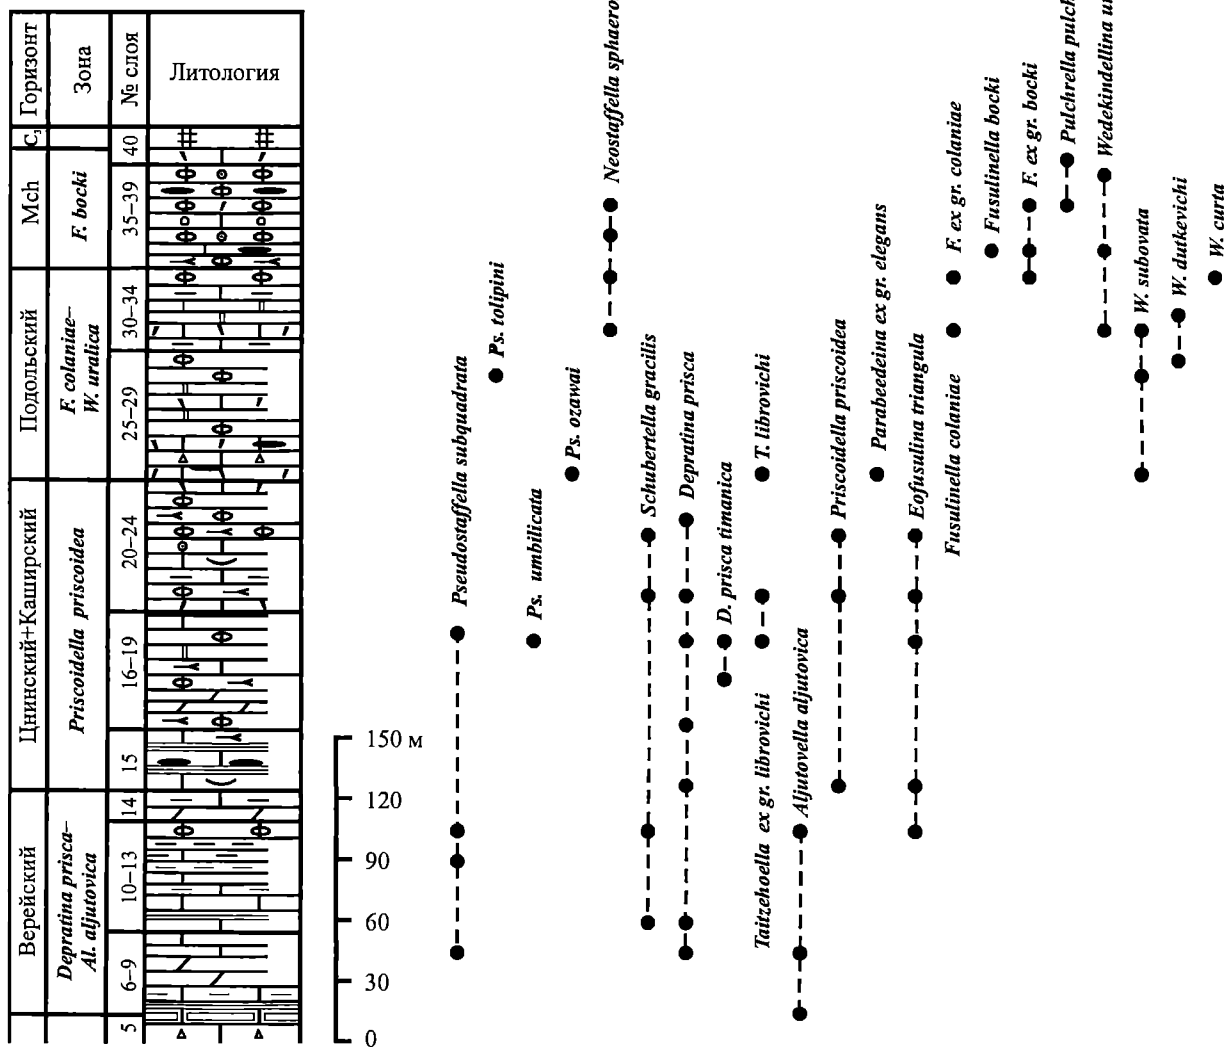 Горизонт
Зона
№ слоя
Литология
C₃
Mch
Подольский
Цнинский+Каширский
Верейский
F. bocki
F. colaniae–
W. uralica
Priscoidella priscoidea
Depratina prisca–
Al. aljutovica
40
35–39
30–34
25–29
20–24
16–19
15
14
10–13
6–9
5
150 м
120
90
60
30
0
Pseudostaffella subquadrata
Ps. tolipini
Ps. umbilicata
Ps. ozawai
Neostaffella sphaero
Schubertella gracilis
Depratina prisca
D. prisca timanica
T. librovichi
Taitzehoella ex gr. librovichi
Aljutovella aljutovica
Priscoidella priscoidea
Parabeedeina ex gr. elegans
Eofusulina triangula
F. ex gr. colaniae
Fusulinella colaniae
Fusulinella bocki
F. ex gr. bocki
Pulchrella pulch
Wedekindellina u
W. subovata
W. dutkevichi
W. curta